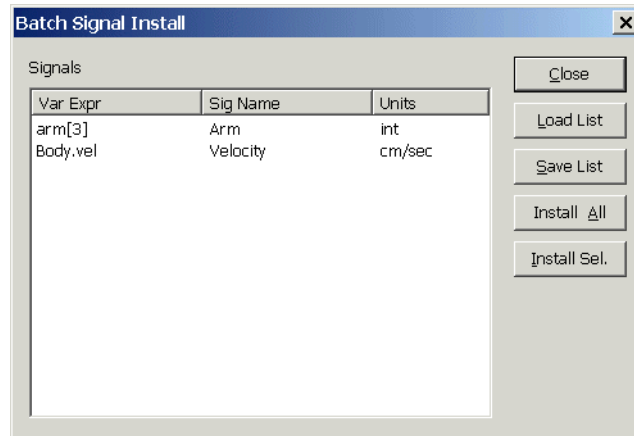 Batch Signal Install
Signals
Close
Var Expr Sig Name Units
arm[3] Arm int
Body.vel Velocity cm/sec
Load List
Save List
Install All
Install Sel.